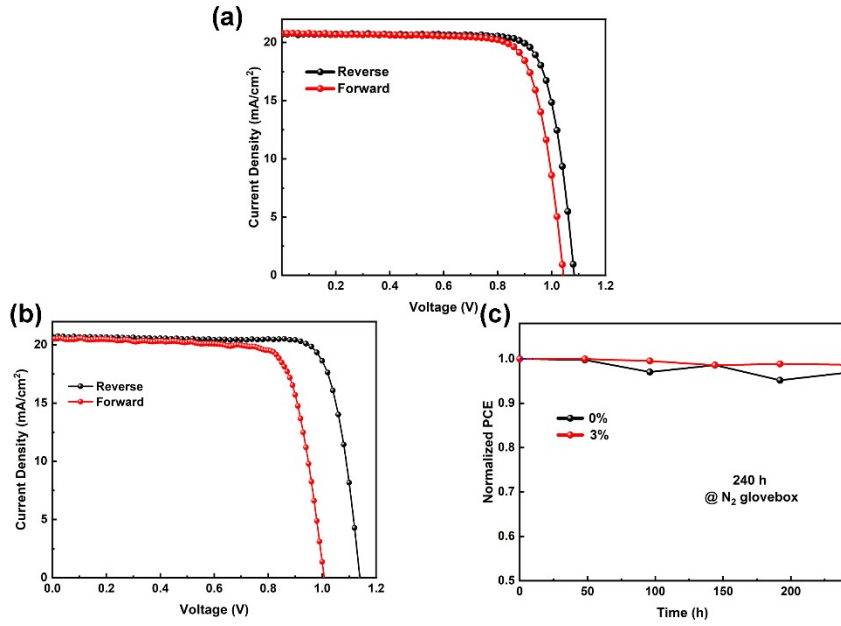 (a)
20
15
10
5
0
Current Density (mA/cm²)
Reverse
Forward
0.2 0.4 0.6 0.8 1.0 1.2
Voltage (V)
(b)
25
20
15
10
5
0
Current Density (mA/cm²)
Reverse
Forward
0.0 0.2 0.4 0.6 0.8 1.0 1.2
Voltage (V)
(c)
1.0
0.9
0.8
0.7
0.6
0.5
Normalized PCE
0%
3%
240 h
@ N₂ glovebox
0 50 100 150 200
Time (h)